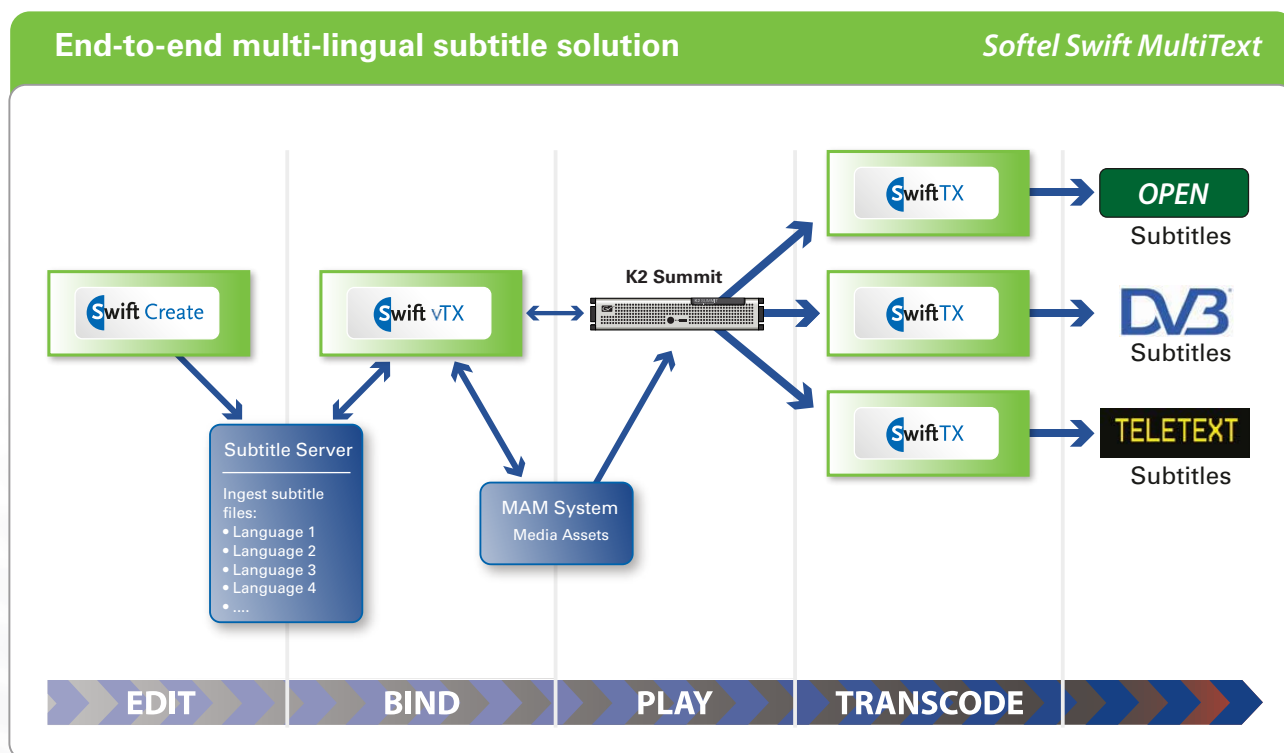 End-to-end multi-lingual subtitle solution
Softel Swift MultiText
Swift Create
Subtitle Server
Ingest subtitle
files:
• Language 1
• Language 2
• Language 3
• Language 4
• ....
Swift vTX
MAM System
Media Assets
K2 Summit
SwiftTX
OPEN
Subtitles
SwiftTX
DVB
Subtitles
SwiftTX
TELETEXT
Subtitles
EDIT
BIND
PLAY
TRANSCODE